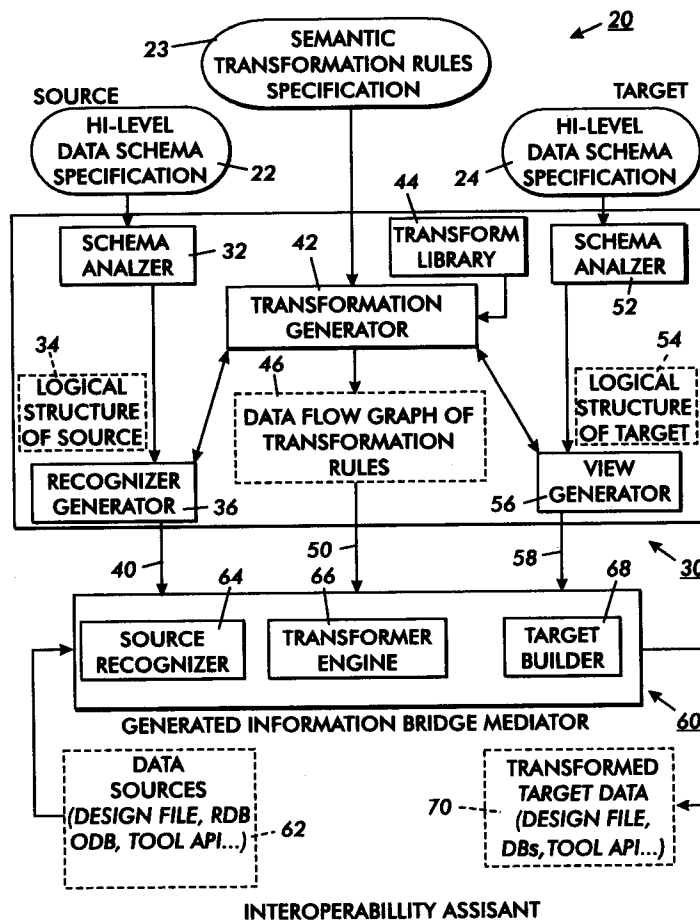 20
23
SEMANTIC
TRANSFORMATION RULES
SPECIFICATION
SOURCE
HI-LEVEL
DATA SCHEMA
SPECIFICATION
22
TARGET
HI-LEVEL
DATA SCHEMA
SPECIFICATION
24
44
TRANSFORM
LIBRARY
SCHEMA
ANALZER
32
42
SCHEMA
ANALZER
52
TRANSFORMATION
GENERATOR
34
LOGICAL
STRUCTURE
OF SOURCE
46
DATA FLOW GRAPH OF
TRANSFORMATION
RULES
54
LOGICAL
STRUCTURE
OF TARGET
RECOGNIZER
GENERATOR
36
VIEW
GENERATOR
56
40
50
58
30
64
SOURCE
RECOGNIZER
66
TRANSFORMER
ENGINE
68
TARGET
BUILDER
GENERATED INFORMATION BRIDGE MEDIATOR
60
DATA
SOURCES
(DESIGN FILE, RDB
ODB, TOOL API...)
62
70
TRANSFORMED
TARGET DATA
(DESIGN FILE,
DBs, TOOL API...)
INTEROPERABILLITY ASSISANT